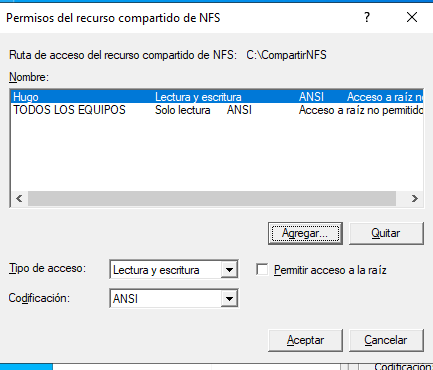 Permisos del recurso compartido de NFS
Ruta de acceso del recurso compartido de NFS: C:\CompartirNFS
Nombre:
Hugo Lectura y escritura ANSI Acceso a raíz no
TODOS LOS EQUIPOS Solo lectura ANSI Acceso a raíz no permitido
Agregar... Quitar
Tipo de acceso: Lectura y escritura Permitir acceso a la raíz
Codificación: ANSI
Aceptar Cancelar
Codificación